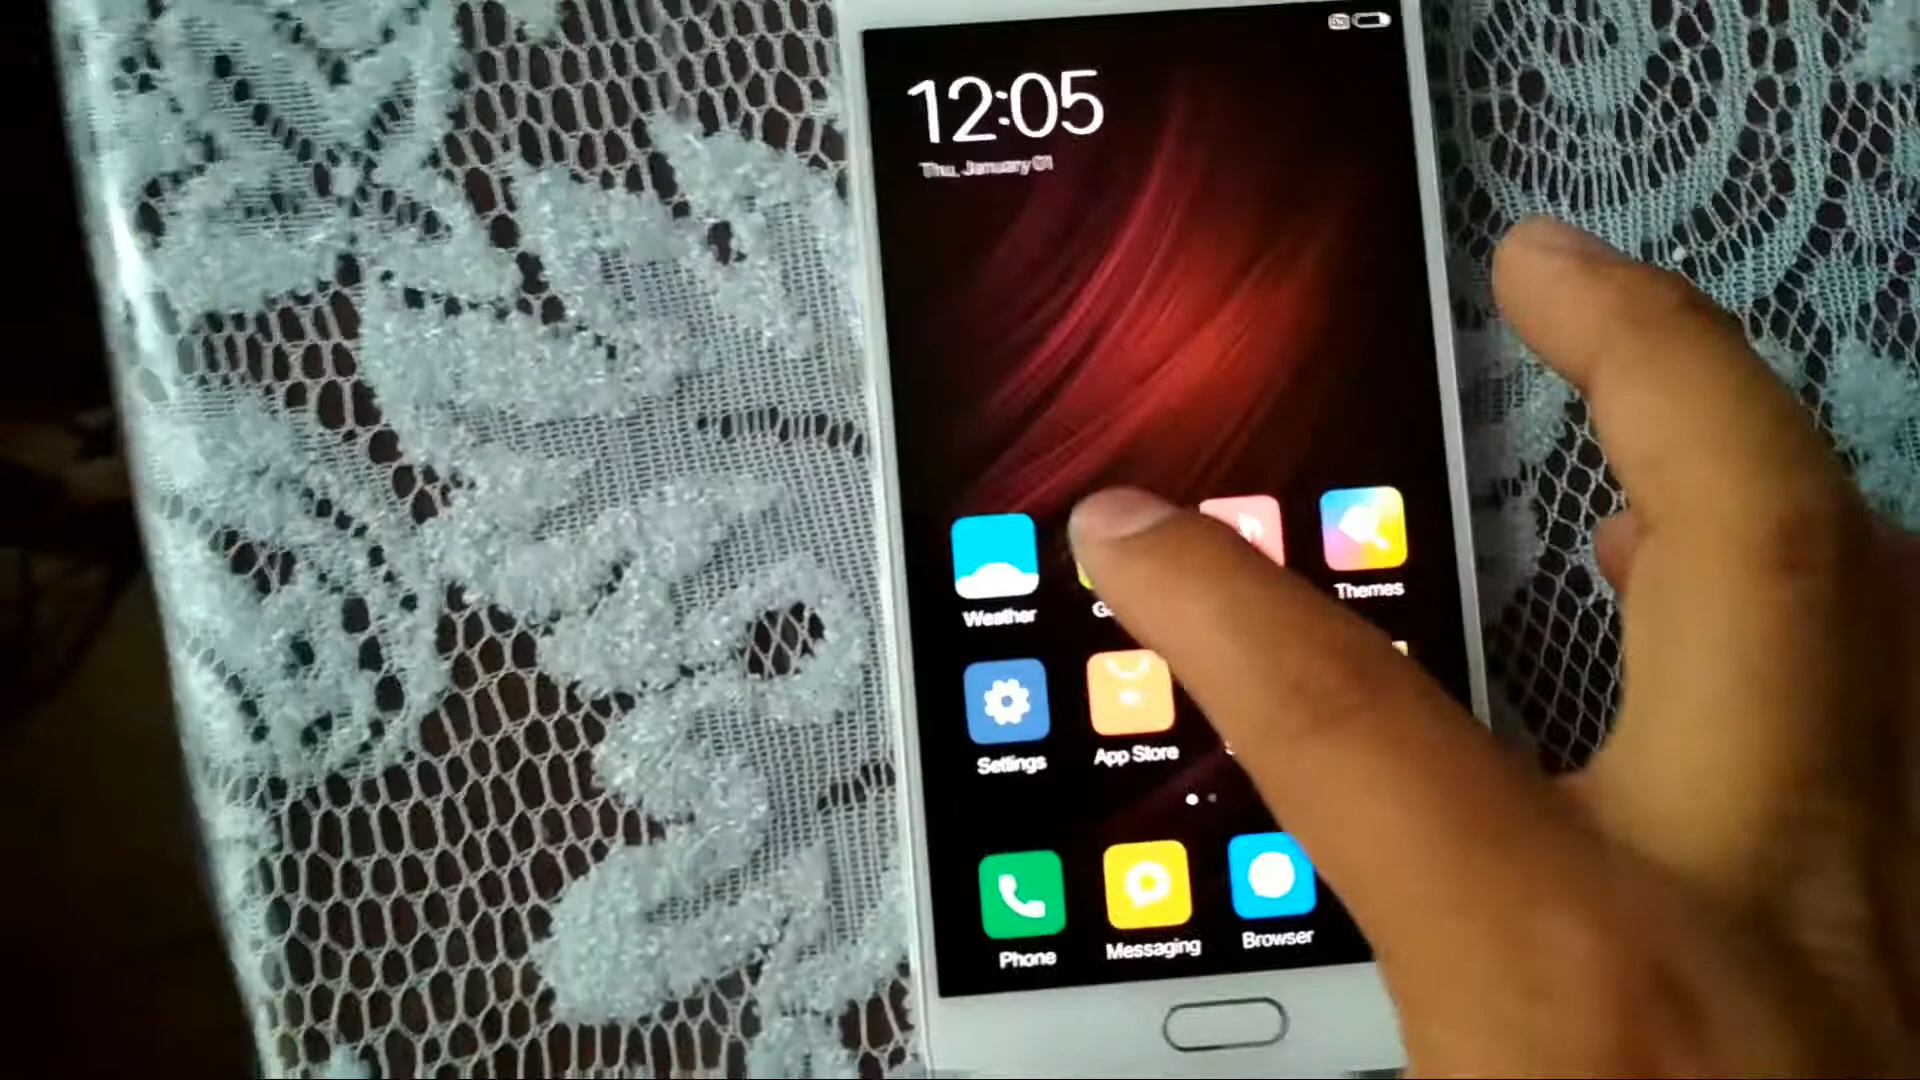 12:05
Thu, January 01
Weather
Themes
Settings
App Store
Phone
Messaging
Browser